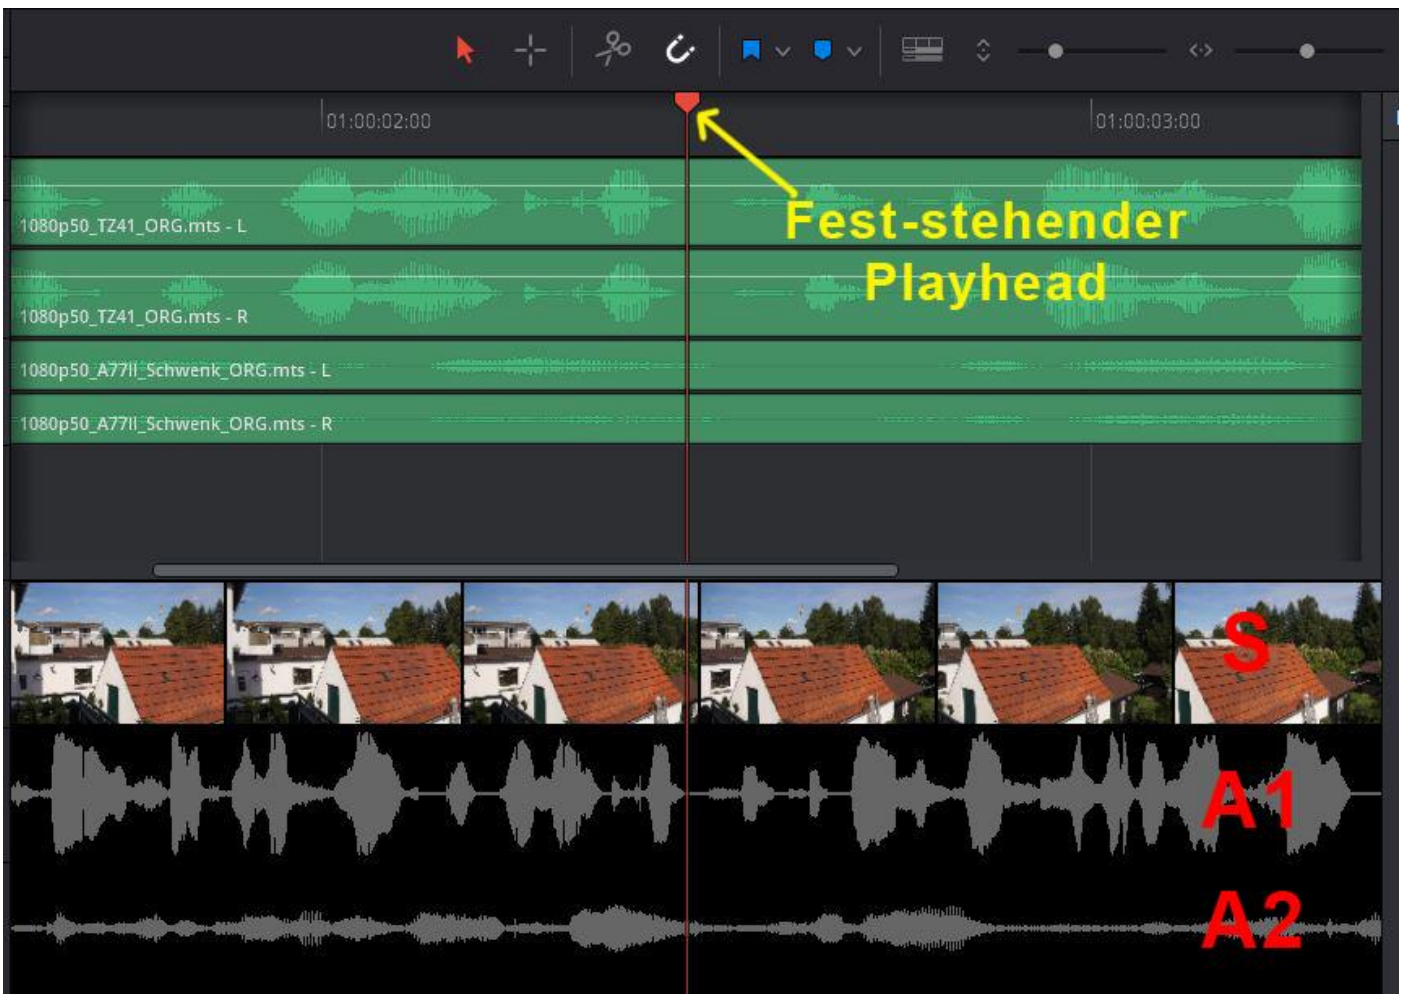 01:00:02:00
01:00:03:00
Fest-stehender
Playhead
1080p50_TZ41_ORG.mts - L
1080p50_TZ41_ORG.mts - R
1080p50_A77II_Schwenk_ORG.mts - L
1080p50_A77II_Schwenk_ORG.mts - R
S
A1
A2